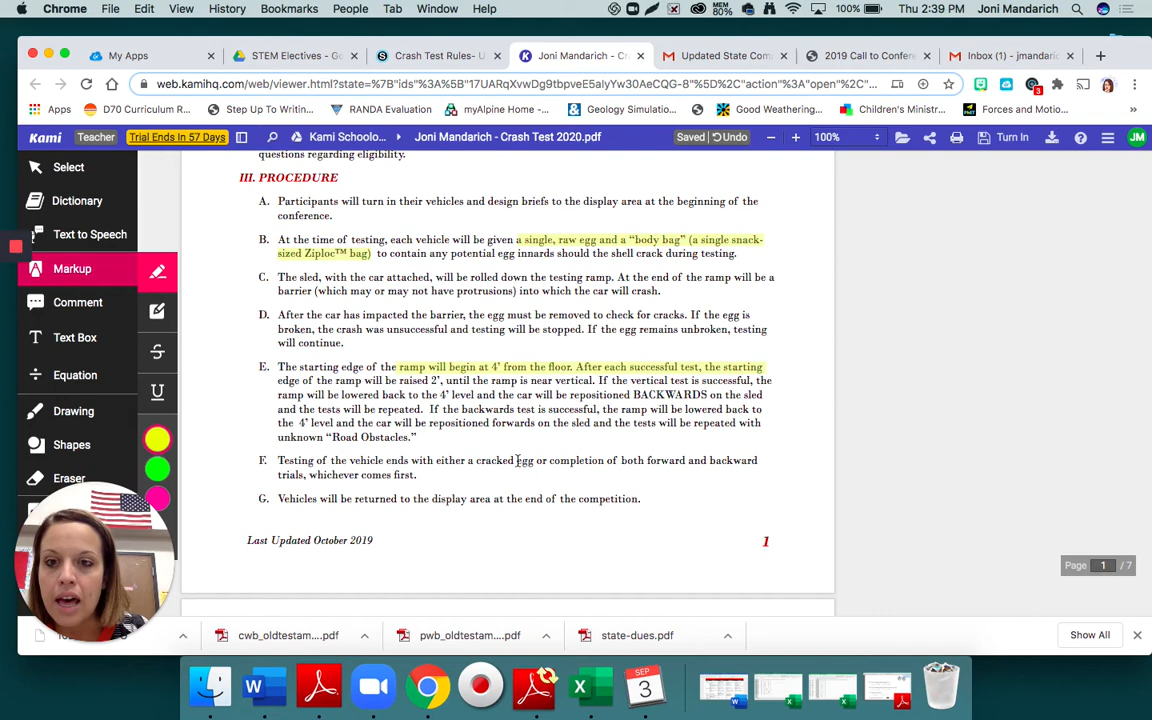 Chrome File Edit View History Bookmarks People Tab Window Help MEM 80% 100% Thu 2:39 PM Joni Mandarich
My Apps STEM Electives - Go Crash Test Rules- U Joni Mandarich - Cr Updated State Com 2019 Call to Confere Inbox (1) - jmandaric
web.kamihq.com/web/viewer.html?state=%7B"ids"%3A%5B"17UARqXvwDg9tbpveE5alyYw30AeCQG-8"%5D%2C"action"%3A"open"%2C"...
Apps D70 Curriculum R... Step Up To Writing... RANDA Evaluation myAlpine Home -... Geology Simulatio... Good Weathering... Children's Ministr... Forces and Motio... »
Kami Teacher Trial Ends In 57 Days Kami Schoolo... Joni Mandarich - Crash Test 2020.pdf Saved Undo 100% Turn In JM
Select
Dictionary
Text to Speech
Markup
Comment
Text Box
Equation
Drawing
Shapes
Eraser
questions regarding eligibility.
III. PROCEDURE
A. Participants will turn in their vehicles and design briefs to the display area at the beginning of the
conference.
B. At the time of testing, each vehicle will be given a single, raw egg and a "body bag" (a single snack-
sized Ziploc™ bag) to contain any potential egg innards should the shell crack during testing.
C. The sled, with the car attached, will be rolled down the testing ramp. At the end of the ramp will be a
barrier (which may or may not have protrusions) into which the car will crash.
D. After the car has impacted the barrier, the egg must be removed to check for cracks. If the egg is
broken, the crash was unsuccessful and testing will be stopped. If the egg remains unbroken, testing
will continue.
E. The starting edge of the ramp will begin at 4' from the floor. After each successful test, the starting
edge of the ramp will be raised 2', until the ramp is near vertical. If the vertical test is successful, the
ramp will be lowered back to the 4' level and the car will be repositioned BACKWARDS on the sled
and the tests will be repeated. If the backwards test is successful, the ramp will be lowered back to
the 4' level and the car will be repositioned forwards on the sled and the tests will be repeated with
unknown "Road Obstacles."
F. Testing of the vehicle ends with either a cracked egg or completion of both forward and backward
trials, whichever comes first.
G. Vehicles will be returned to the display area at the end of the competition.
Last Updated October 2019 1
Page 1 / 7
cwb_oldtestam....pdf pwb_oldtestam....pdf state-dues.pdf Show All
SEP
3